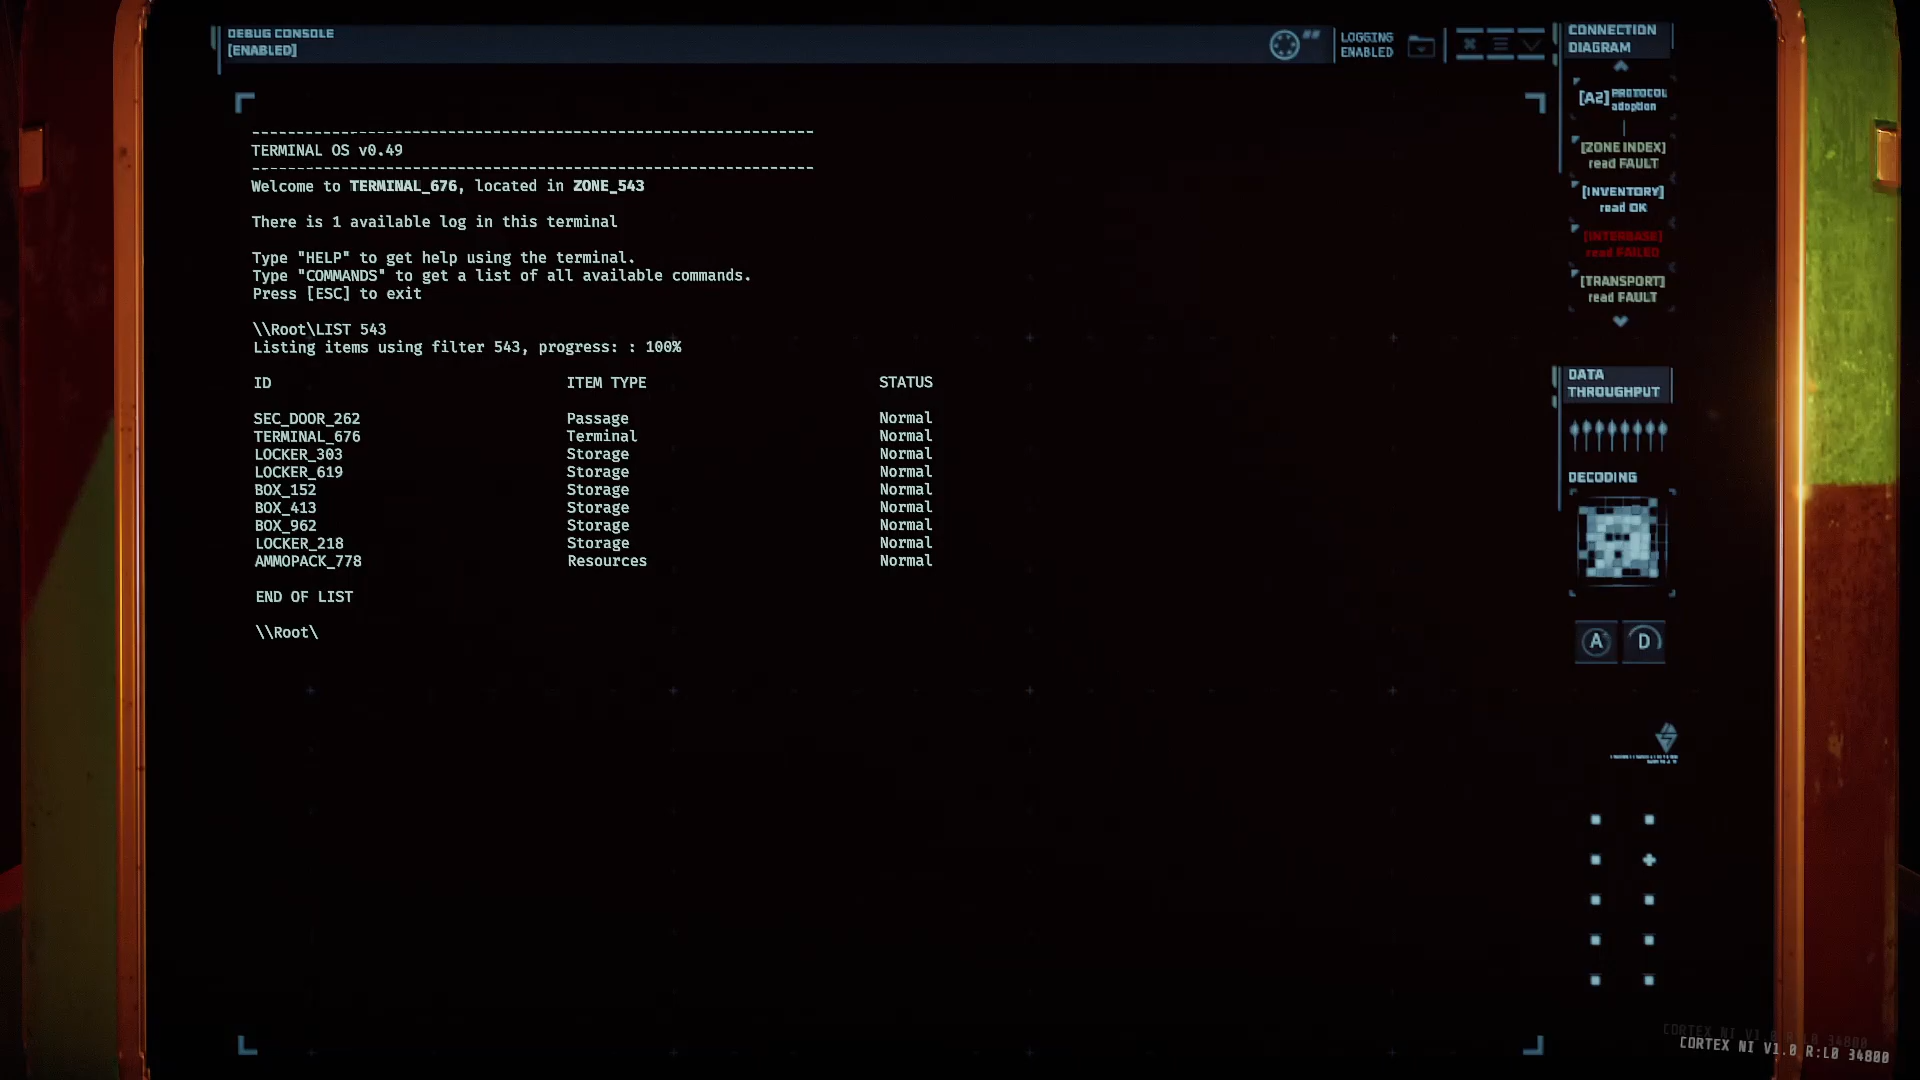 DEBUG CONSOLE
[ENABLED]
LOGGING
ENABLED
CONNECTION
DIAGRAM
[A2] PROTOCOL
adoption
[ZONE INDEX]
read FAULT
[INVENTORY]
read OK
[INTERBASE]
read FAILED
[TRANSPORT]
read FAULT
DATA
THROUGHPUT
DECODING
A D
---------------------------------------------------------------
TERMINAL OS v0.49
---------------------------------------------------------------
Welcome to TERMINAL_676, located in ZONE_543
There is 1 available log in this terminal
Type "HELP" to get help using the terminal.
Type "COMMANDS" to get a list of all available commands.
Press [ESC] to exit
\\Root\LIST 543
Listing items using filter 543, progress: : 100%
ID ITEM TYPE STATUS
SEC_DOOR_262 Passage Normal
TERMINAL_676 Terminal Normal
LOCKER_303 Storage Normal
LOCKER_619 Storage Normal
BOX_152 Storage Normal
BOX_413 Storage Normal
BOX_962 Storage Normal
LOCKER_218 Storage Normal
AMMOPACK_778 Resources Normal
END OF LIST
\\Root\
CORTEX NI V1.0 R:L0 34800